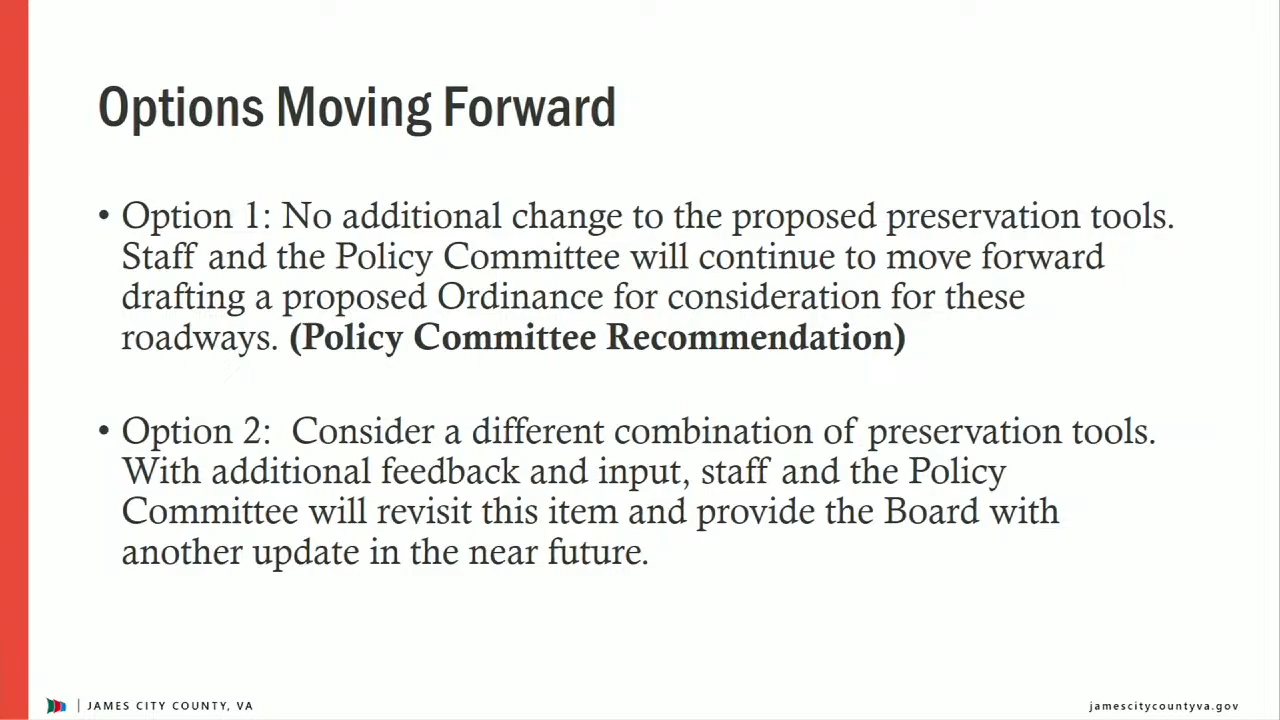 Options Moving Forward
• Option 1: No additional change to the proposed preservation tools.
Staff and the Policy Committee will continue to move forward
drafting a proposed Ordinance for consideration for these
roadways. (Policy Committee Recommendation)
• Option 2: Consider a different combination of preservation tools.
With additional feedback and input, staff and the Policy
Committee will revisit this item and provide the Board with
another update in the near future.
| JAMES CITY COUNTY, VA
jamescitycountyva.gov